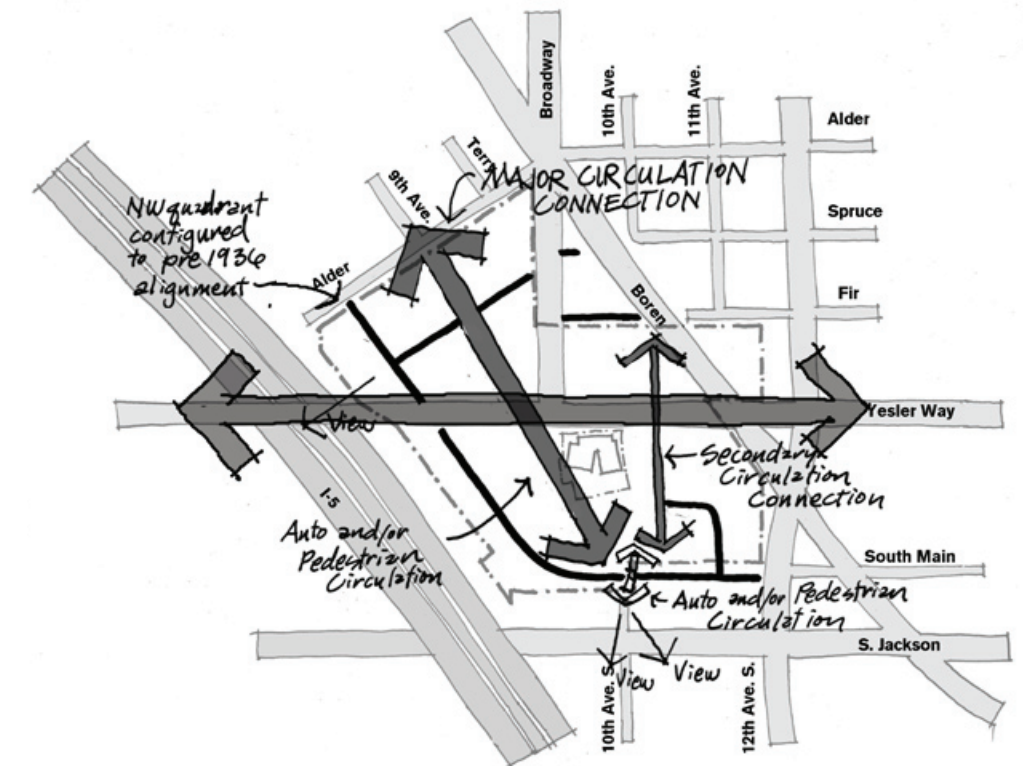 Broadway
10th Ave.
11th Ave.
Alder
Terry
9th Ave.
MAJOR CIRCULATION
CONNECTION
NW quadrant
configured
to pre 1936
alignment
Spruce
Alder
Boren
Fir
Yesler Way
View
Secondary
Circulation
Connection
I-5
Auto and/or
Pedestrian
Circulation
South Main
Auto and/or Pedestrian
Circulation
S. Jackson
View
View
10th Ave. S.
12th Ave. S.